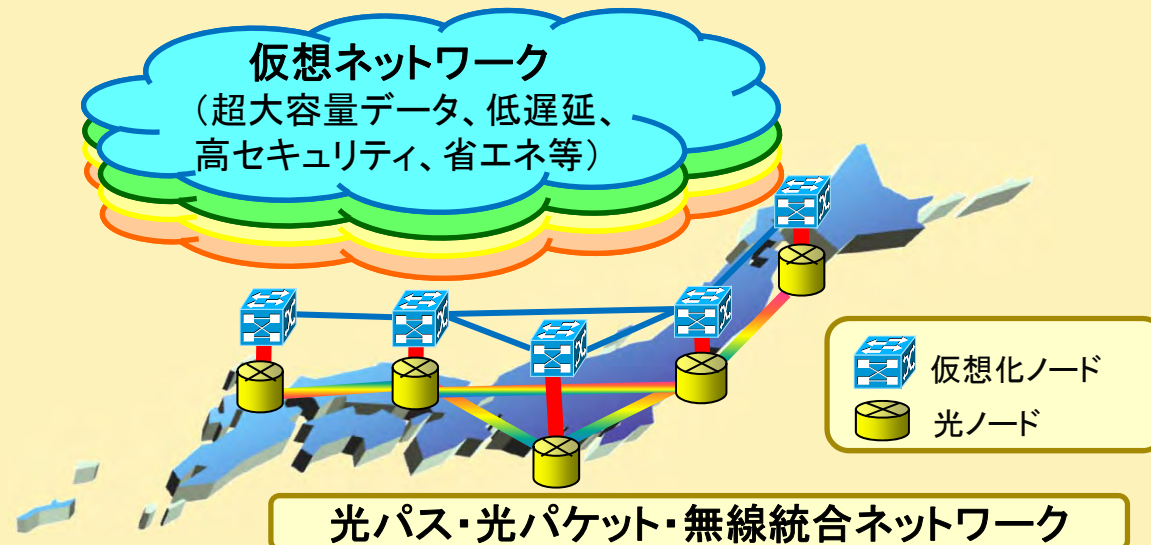 仮想ネットワーク
（超大容量データ、低遅延、
高セキュリティ、省エネ等）
仮想化ノード
光ノード
光パス・光パケット・無線統合ネットワーク